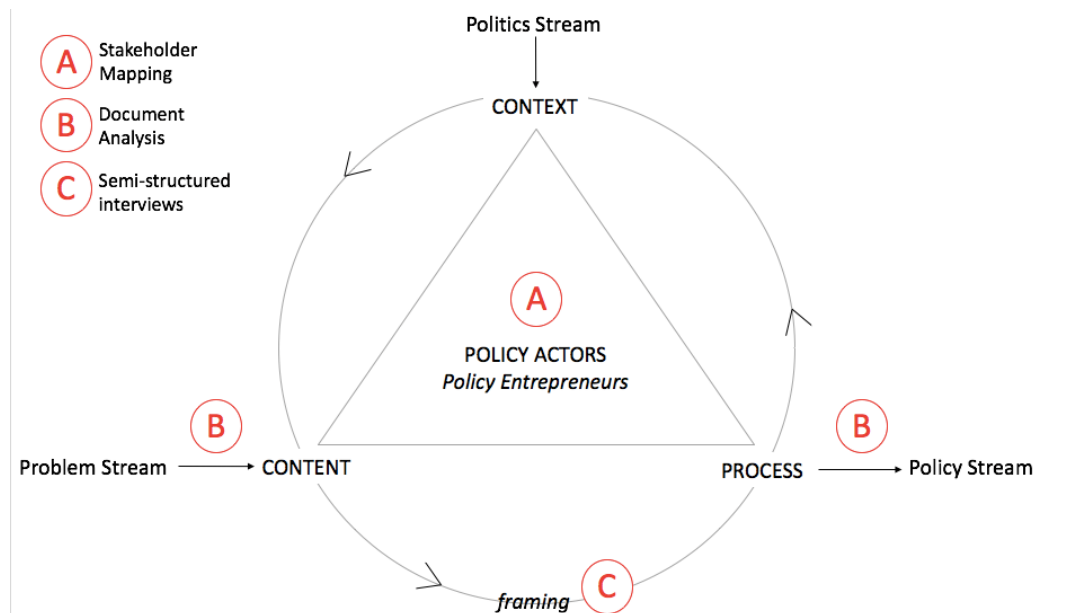 Politics Stream
A
Stakeholder
Mapping
B
Document
Analysis
C
Semi-structured
interviews
CONTEXT
A
POLICY ACTORS
Policy Entrepreneurs
B
B
Problem Stream
CONTENT
PROCESS
Policy Stream
framing
C